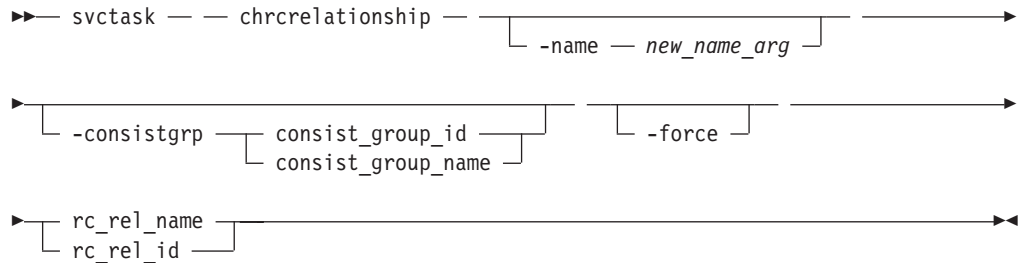 svctask chrcrelationship
-name new_name_arg
-consistgrp consist_group_id -force
consist_group_name
rc_rel_name
rc_rel_id